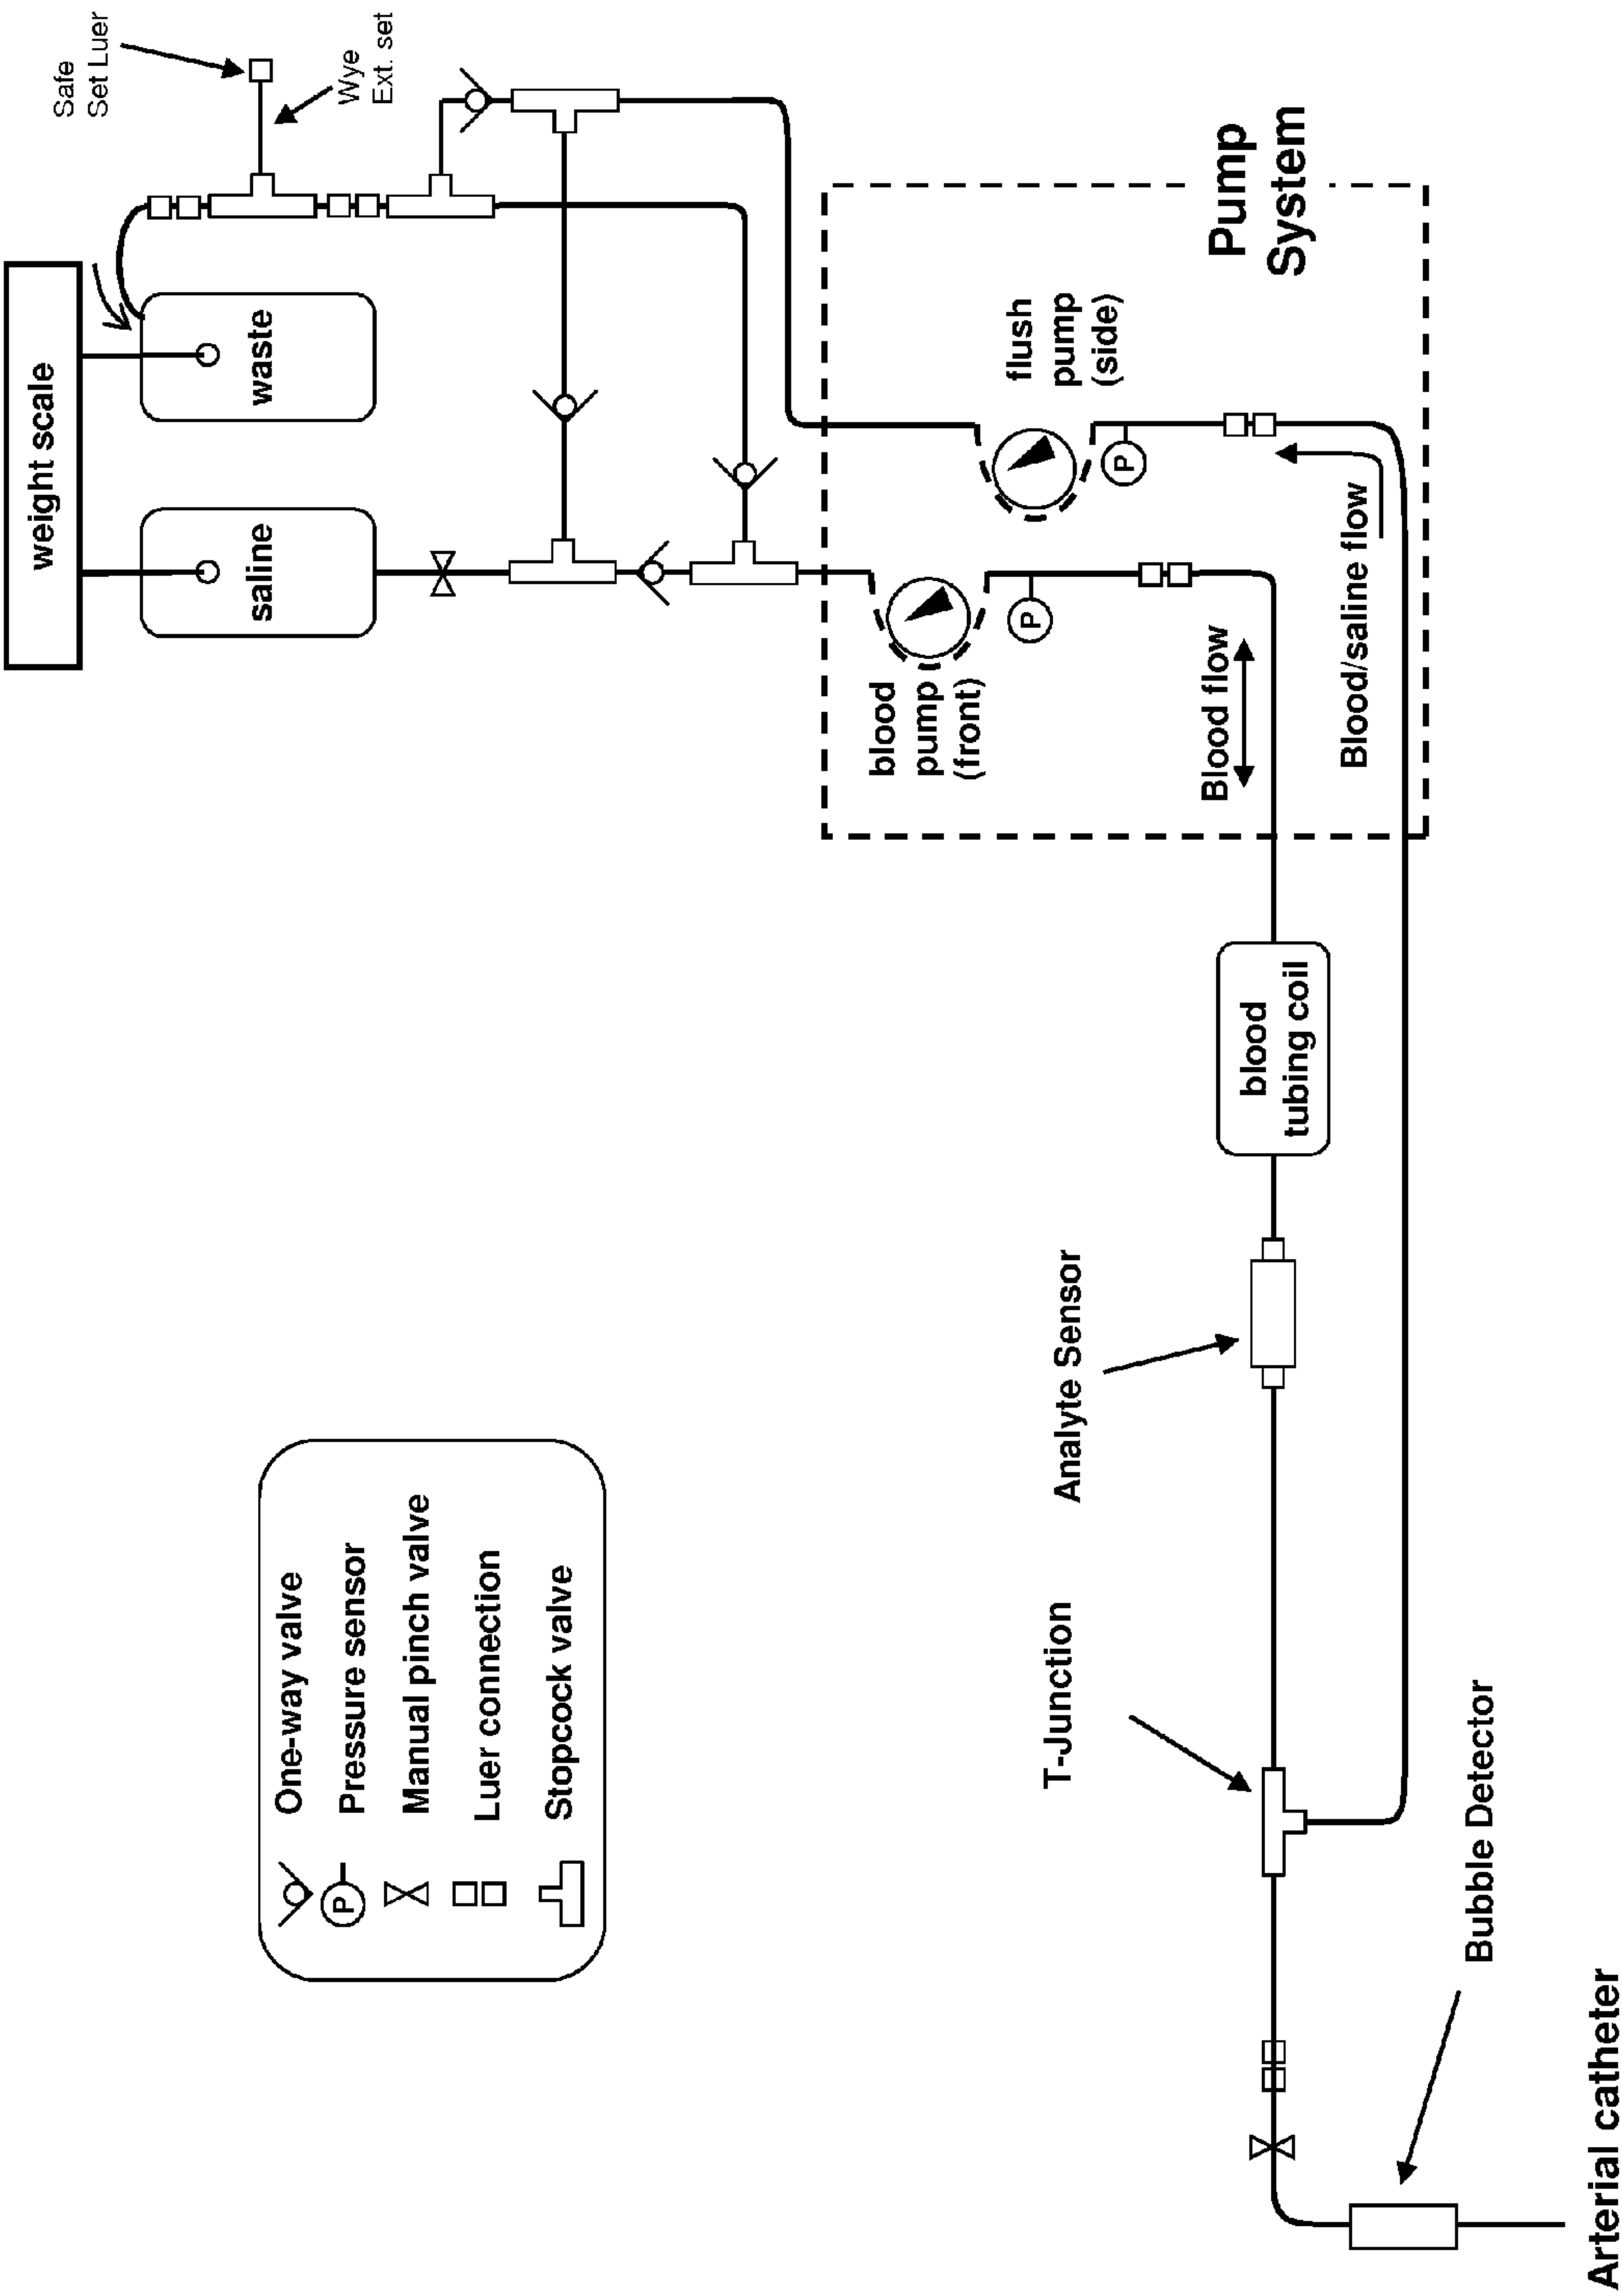 Safe
Set Luer
Wye
Ext. set
weight scale
waste
saline
Pump
System
flush
pump
(side)
P
blood
pump
(front)
P
Blood flow
Blood/saline flow
blood
tubing coil
Analyte Sensor
T-Junction
Bubble Detector
Arterial catheter
One-way valve
P
Pressure sensor
Manual pinch valve
Luer connection
Stopcock valve